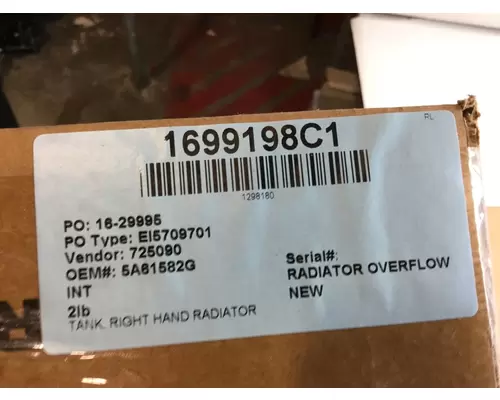 1699198C1
RL
1298180
PO: 16-29995
PO Type: EI5709701
Vendor: 725090
OEM#: 5A61582G
INT
2lb
TANK, RIGHT HAND RADIATOR
Serial#:
RADIATOR OVERFLOW
NEW